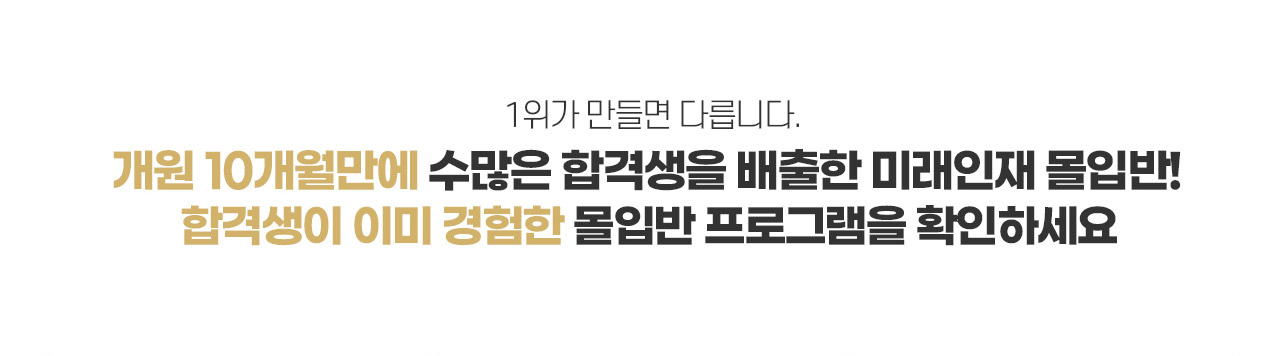 1위가 만들면 다릅니다.
개원 10개월만에 수많은 합격생을 배출한 미래인재 몰입반!
합격생이 이미 경험한 몰입반 프로그램을 확인하세요